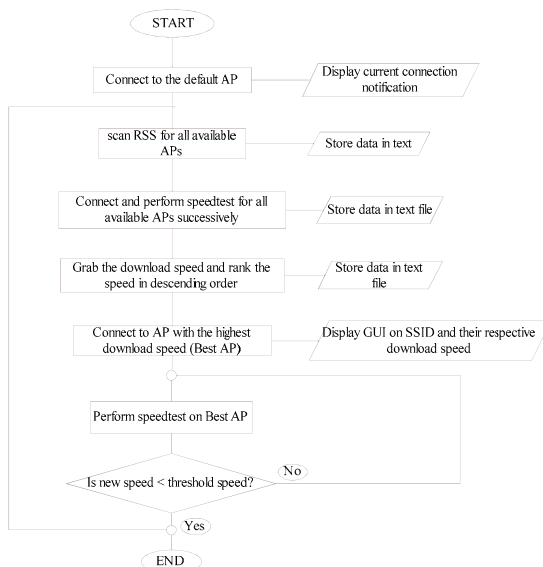 START
Connect to the default AP
Display current connection
notification
scan RSS for all available
APs
Store data in text
Connect and perform speedtest for all
available APs successively
Store data in text file
Grab the download speed and rank the
speed in descending order
Store data in text
file
Connect to AP with the highest
download speed (Best AP)
Display GUI on SSID and their respective
download speed
Perform speedtest on Best AP
Is new speed < threshold speed?
No
Yes
END